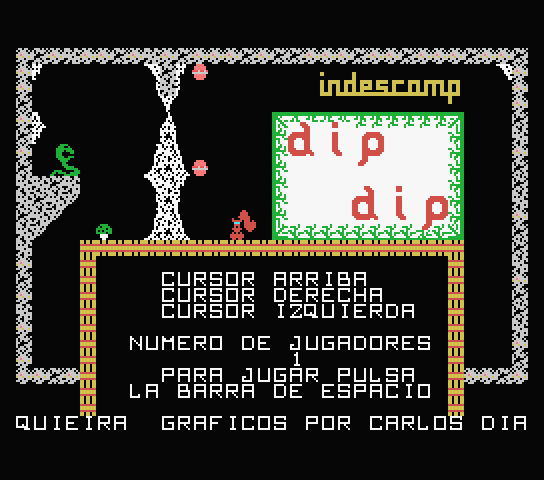 indescomp
dip
dip
CURSOR ARRIBA
CURSOR DERECHA
CURSOR IZQUIERDA
NUMERO DE JUGADORES
1
PARA JUGAR PULSA
LA BARRA DE ESPACIO
QUIEIRA GRAFICOS POR CARLOS DIA